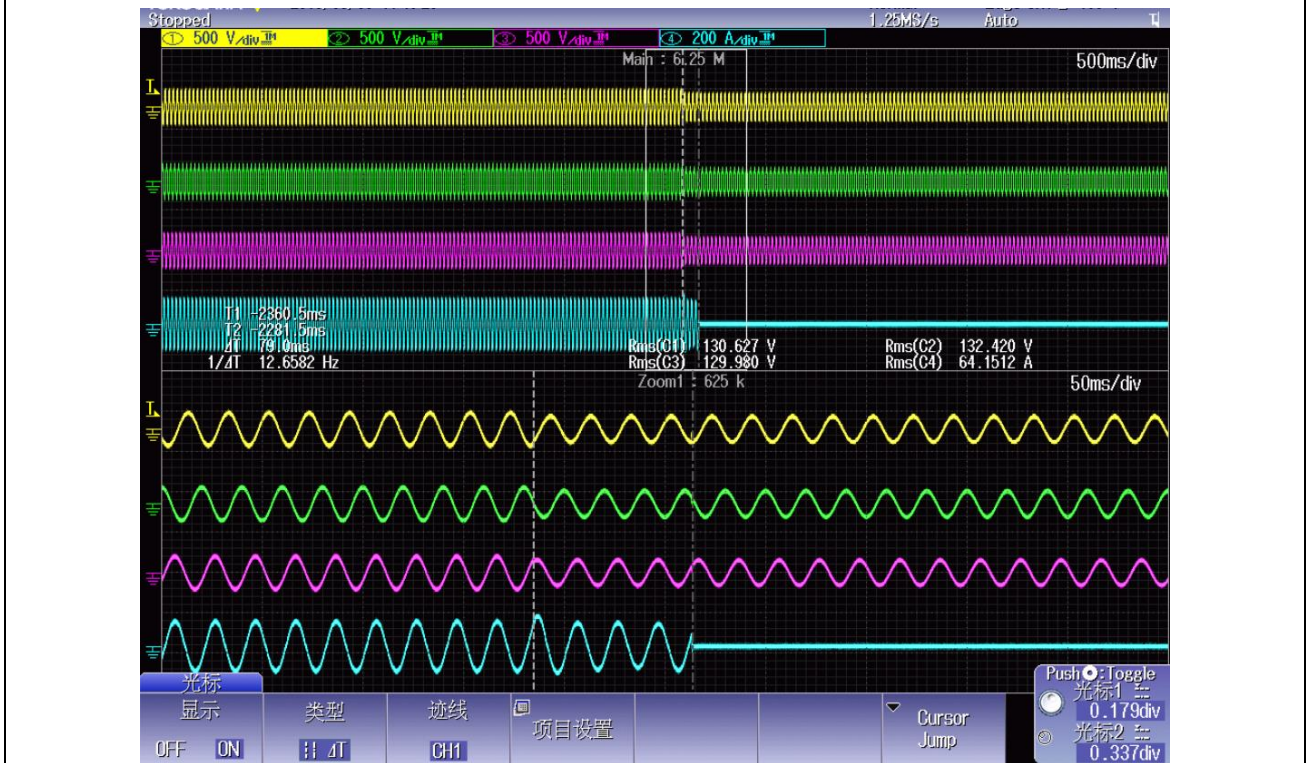 Stopped
1.25MS/s Auto
① 500 V/div ② 500 V/div ③ 500 V/div ④ 200 A/div
Main : 6.25 M
500ms/div
T1 -2360.5ms
T2 -2281.5ms
ΔT 79.0ms
1/ΔT 12.6582 Hz
Rms(C1) 130.627 V
Rms(C2) 132.420 V
Rms(C3) 129.980 V
Rms(C4) 64.1512 A
Zoom1 : 625 k
50ms/div
光标
显示
OFF ON
类型
ΔT
迹线
CH1
项目设置
Cursor
Jump
Push :Toggle
光标1
0.179div
光标2
0.337div